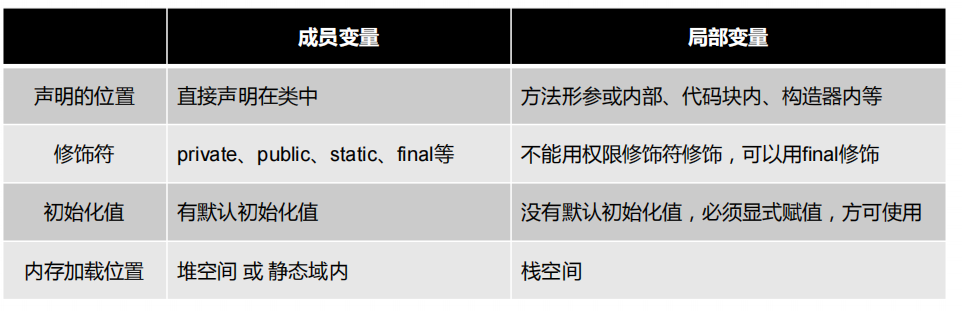 成员变量 局部变量
声明的位置 直接声明在类中 方法形参或内部、代码块内、构造器内等
修饰符 private、public、static、final等 不能用权限修饰符修饰，可以用final修饰
初始化值 有默认初始化值 没有默认初始化值，必须显式赋值，方可使用
内存加载位置 堆空间 或 静态域内 栈空间